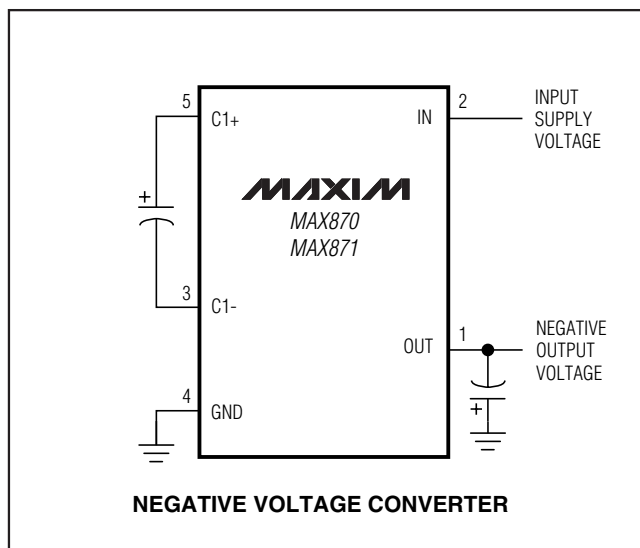 5
C1+
IN
2
INPUT
SUPPLY
VOLTAGE
+
MAXIM
MAX870
MAX871
3
C1-
OUT
1
NEGATIVE
OUTPUT
VOLTAGE
4
GND
+
NEGATIVE VOLTAGE CONVERTER